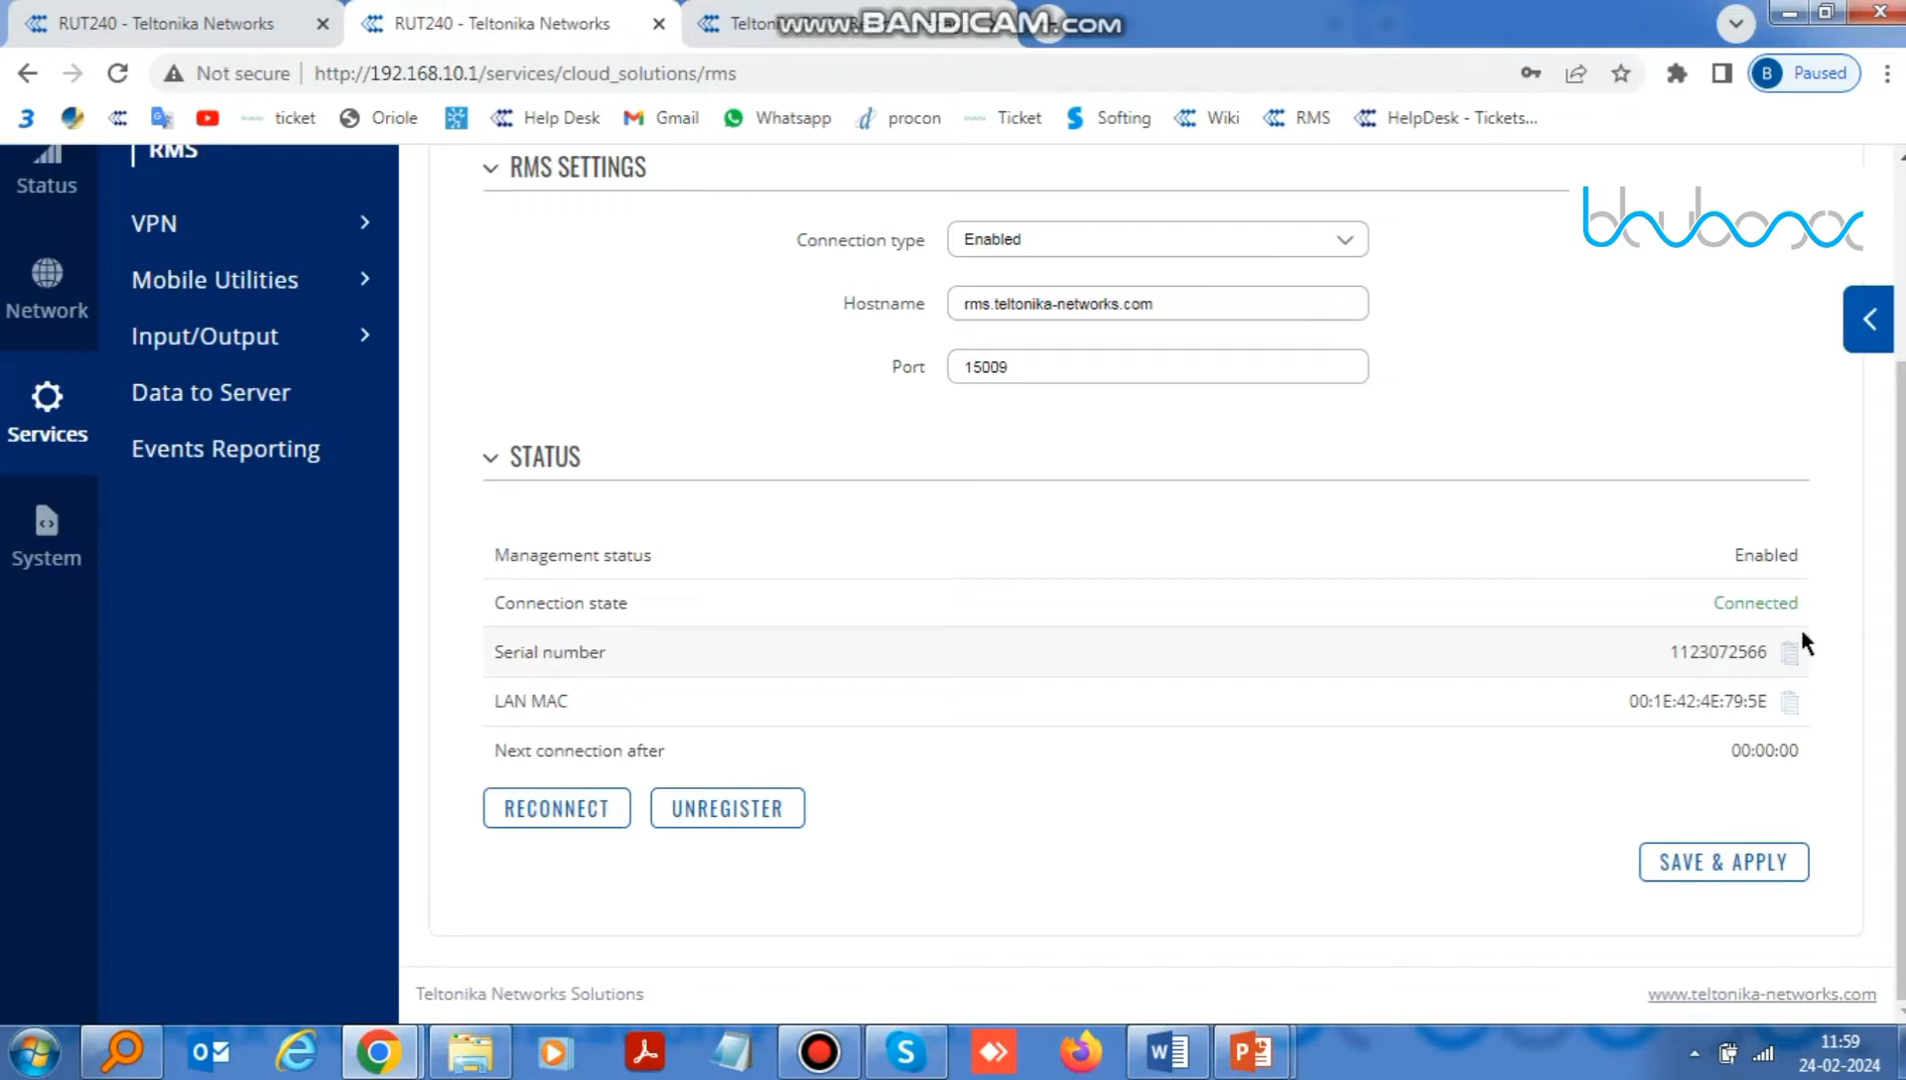 RUT240 - Teltonika Networks
RUT240 - Teltonika Networks
www.BANDICAM.com
Not secure
http://192.168.10.1/services/cloud_solutions/rms
B
Paused
3
ticket
Oriole
Help Desk
Gmail
Whatsapp
procon
Ticket
Softing
Wiki
RMS
HelpDesk - Tickets...
Status
Network
Services
System
RMS
VPN
Mobile Utilities
Input/Output
Data to Server
Events Reporting
RMS SETTINGS
Connection type
Enabled
Hostname
rms.teltonika-networks.com
Port
15009
STATUS
Management status
Enabled
Connection state
Connected
Serial number
1123072566
LAN MAC
00:1E:42:4E:79:5E
Next connection after
00:00:00
RECONNECT
UNREGISTER
SAVE & APPLY
Teltonika Networks Solutions
www.teltonika-networks.com
11:59
24-02-2024